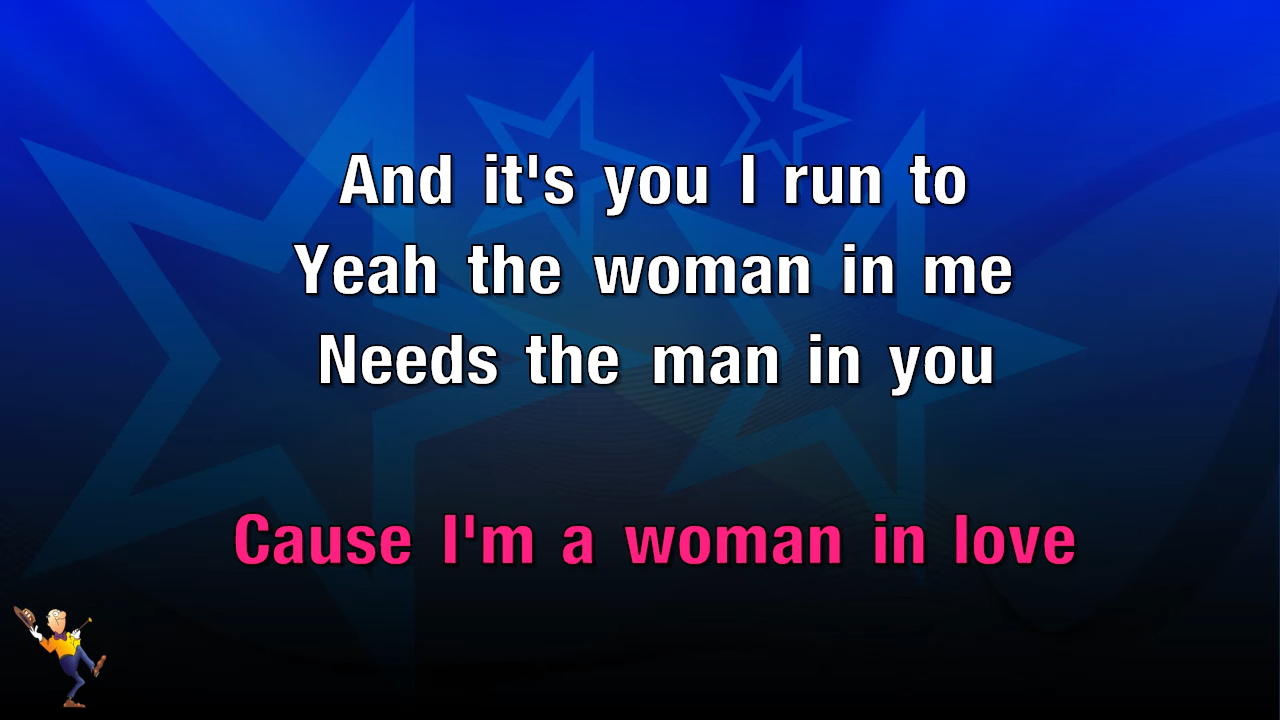 And it's you I run to
Yeah the woman in me
Needs the man in you
Cause I'm a woman in love